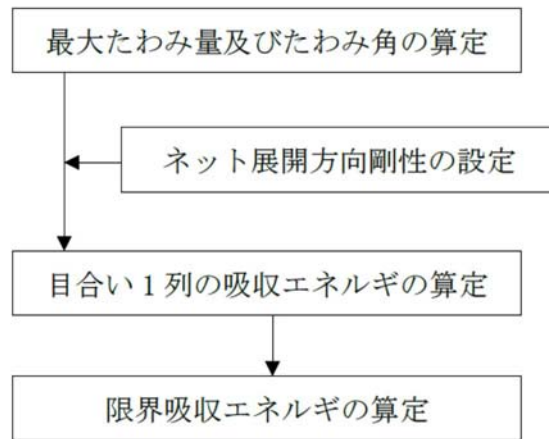 最大たわみ量及びたわみ角の算定
ネット展開方向剛性の設定
目合い1列の吸収エネルギの算定
限界吸収エネルギの算定